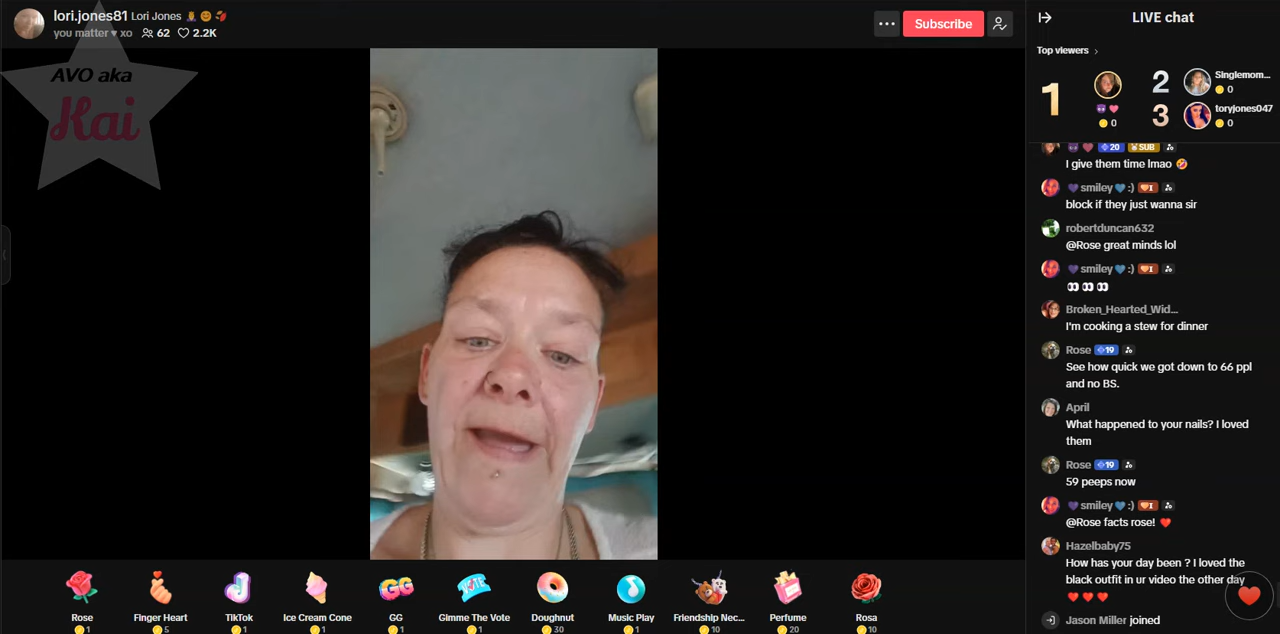 lori.jones81 Lori Jones
you matter ♥ xo 62 2.2K
Subscribe
AVO aka
Kai
LIVE chat
Top viewers >
1
0
2
Singlemom...
0
3
toryjones047
0
20 SUB
I give them time lmao 🤣
💜smiley💙:) I
block if they just wanna sir
robertduncan632
@Rose great minds lol
💜smiley💙:) I
👀👀👀
Broken_Hearted_Wid...
I'm cooking a stew for dinner
Rose 19
See how quick we got down to 66 ppl
and no BS.
April
What happened to your nails? I loved
them
Rose 19
59 peeps now
💜smiley💙:) I
@Rose facts rose! ❤️
Hazelbaby75
How has your day been ? I loved the
black outfit in ur video the other day
❤️❤️❤️
Jason Miller joined
GG
VOTE
Rose
Finger Heart
TikTok
Ice Cream Cone
GG
Gimme The Vote
Doughnut
Music Play
Friendship Nec...
Perfume
Rosa
1
5
1
1
1
1
30
1
10
20
10